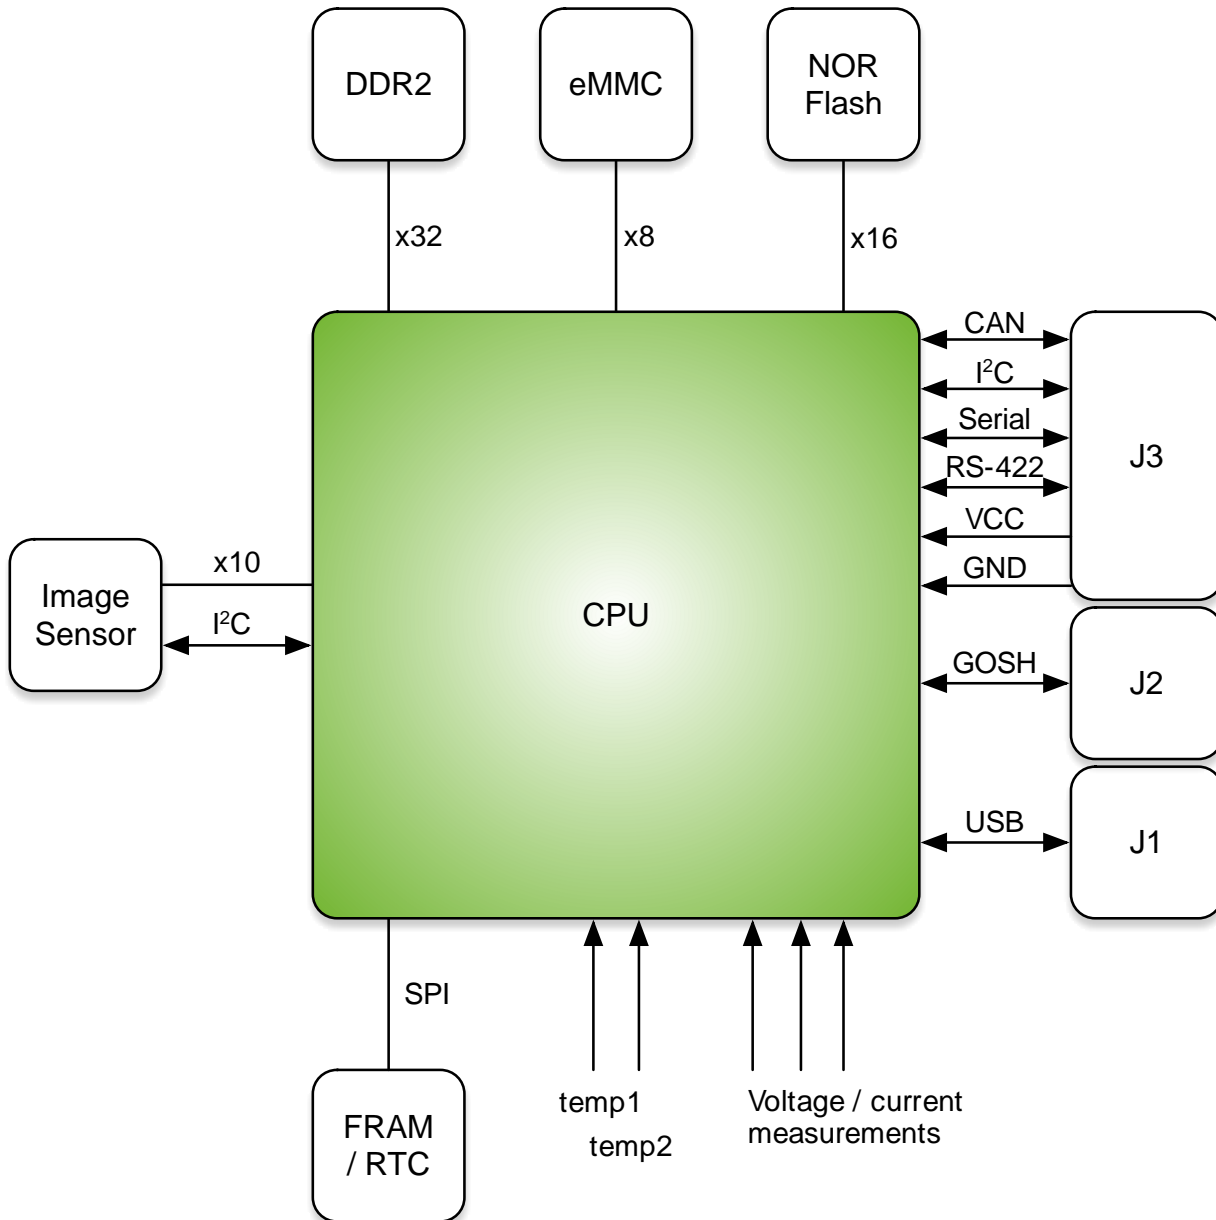 DDR2
eMMC
NOR
Flash
x32
x8
x16
CAN
I²C
Serial
RS-422
VCC
GND
J3
x10
Image
Sensor
I²C
CPU
GOSH
J2
USB
J1
SPI
FRAM
/ RTC
temp1
temp2
Voltage / current
measurements